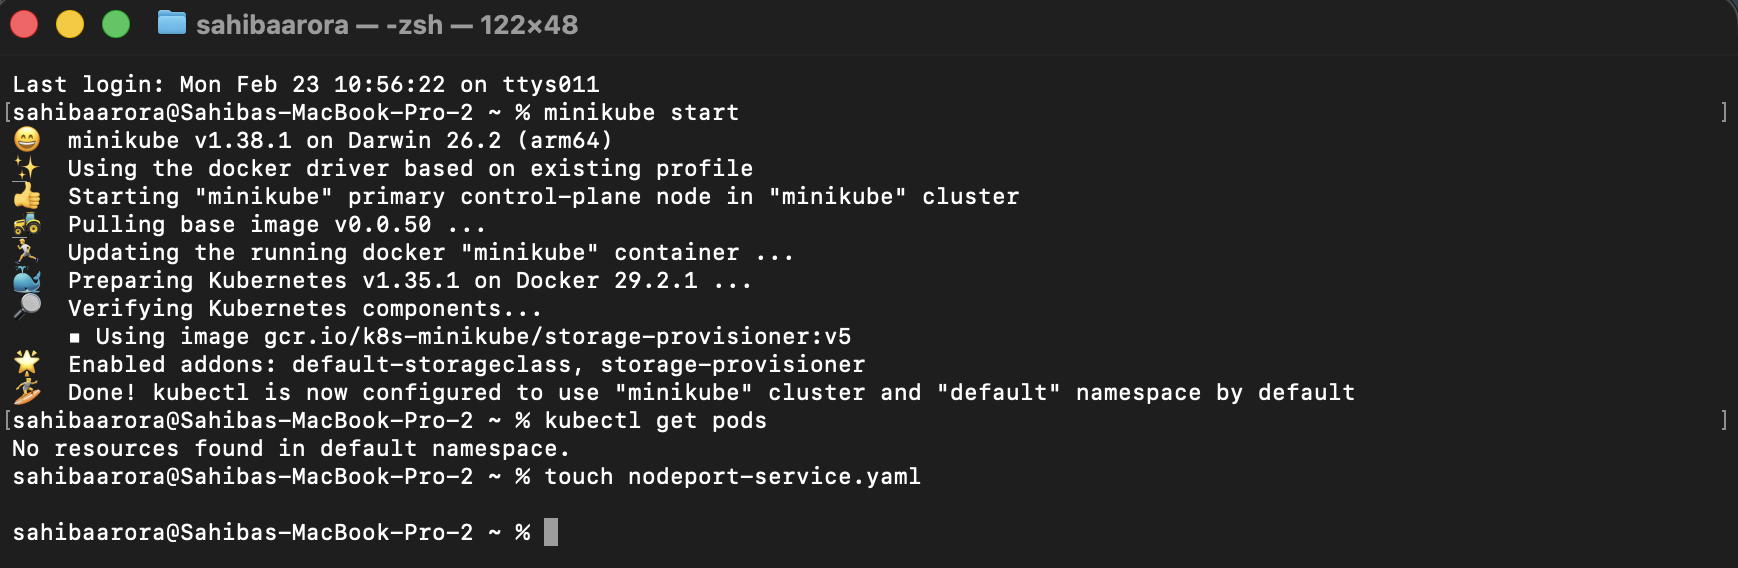 sahibaarora — -zsh — 122×48
Last login: Mon Feb 23 10:56:22 on ttys011
[sahibaarora@Sahibas-MacBook-Pro-2 ~ % minikube start ]
😄  minikube v1.38.1 on Darwin 26.2 (arm64)
✨  Using the docker driver based on existing profile
👍  Starting "minikube" primary control-plane node in "minikube" cluster
🚜  Pulling base image v0.0.50 ...
🏃  Updating the running docker "minikube" container ...
🐳  Preparing Kubernetes v1.35.1 on Docker 29.2.1 ...
🔎  Verifying Kubernetes components...
    ▪ Using image gcr.io/k8s-minikube/storage-provisioner:v5
🌟  Enabled addons: default-storageclass, storage-provisioner
🏄  Done! kubectl is now configured to use "minikube" cluster and "default" namespace by default
[sahibaarora@Sahibas-MacBook-Pro-2 ~ % kubectl get pods ]
No resources found in default namespace.
sahibaarora@Sahibas-MacBook-Pro-2 ~ % touch nodeport-service.yaml
sahibaarora@Sahibas-MacBook-Pro-2 ~ %